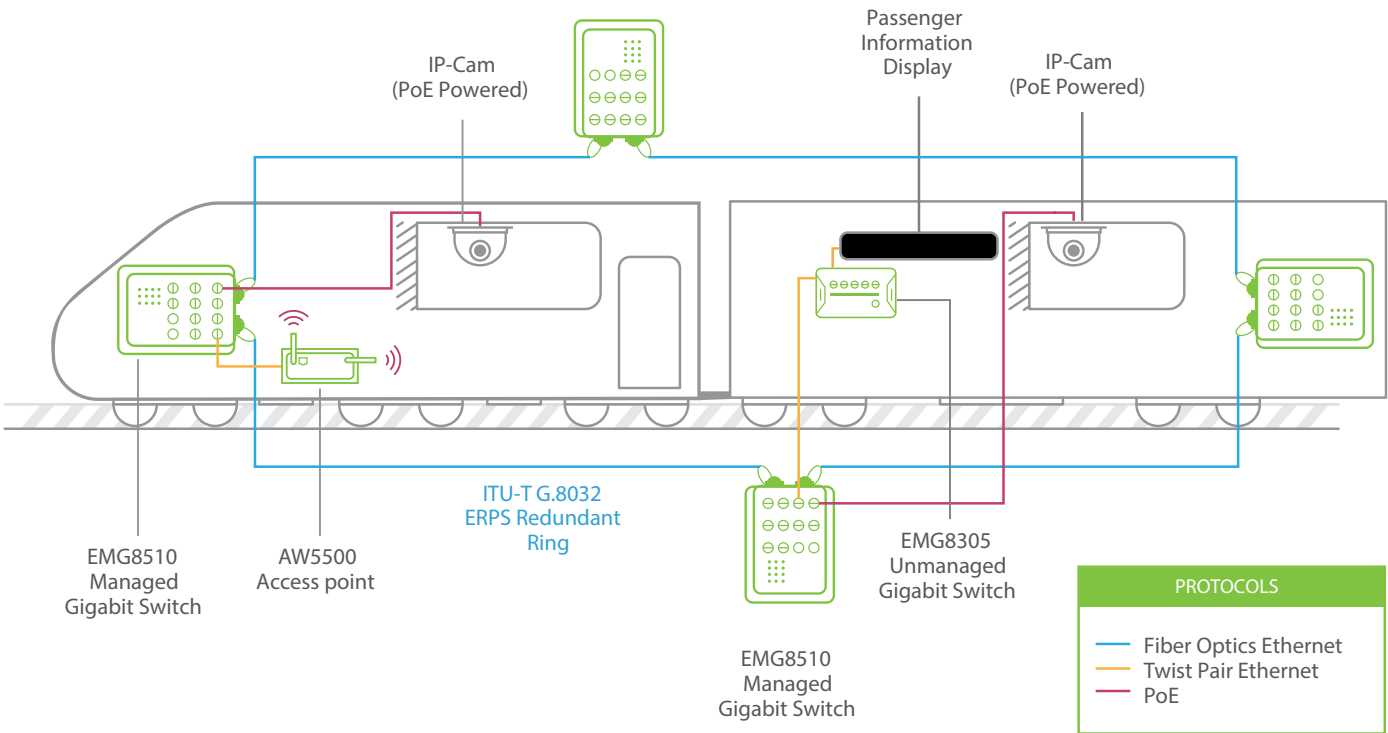 Passenger
Information
Display
IP-Cam
(PoE Powered)
IP-Cam
(PoE Powered)
ITU-T G.8032
ERPS Redundant
Ring
EMG8510
Managed
Gigabit Switch
AW5500
Access point
EMG8305
Unmanaged
Gigabit Switch
EMG8510
Managed
Gigabit Switch
PROTOCOLS
Fiber Optics Ethernet
Twist Pair Ethernet
PoE